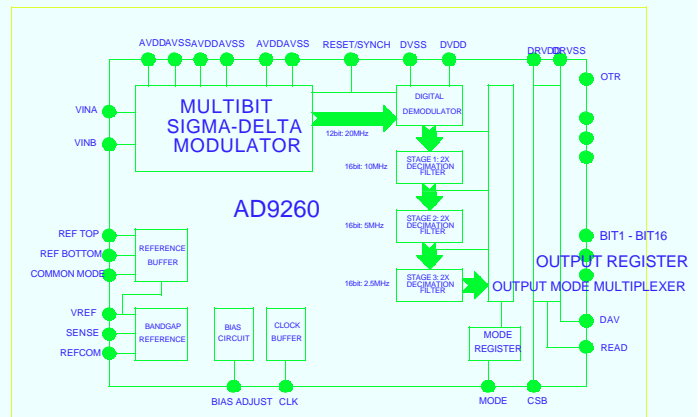 AVDD AVSS AVDD AVSS AVDD AVSS RESET/SYNCH DVSS DVDD DRVDD DRVSS
OTR
VINA
VINB
MULTIBIT
SIGMA-DELTA
MODULATOR
12bit: 20MHz
DIGITAL
DEMODULATOR
16bit: 10MHz
STAGE 1: 2X
DECIMATION
FILTER
AD9260
16bit: 5MHz
STAGE 2: 2X
DECIMATION
FILTER
REF TOP
REF BOTTOM
COMMON MODE
REFERENCE
BUFFER
BIT1 - BIT16
OUTPUT REGISTER
OUTPUT MODE MULTIPLEXER
16bit: 2.5MHz
STAGE 3: 2X
DECIMATION
FILTER
VREF
SENSE
REFCOM
BANDGAP
REFERENCE
BIAS
CIRCUIT
CLOCK
BUFFER
MODE
REGISTER
DAV
READ
BIAS ADJUST CLK MODE CSB